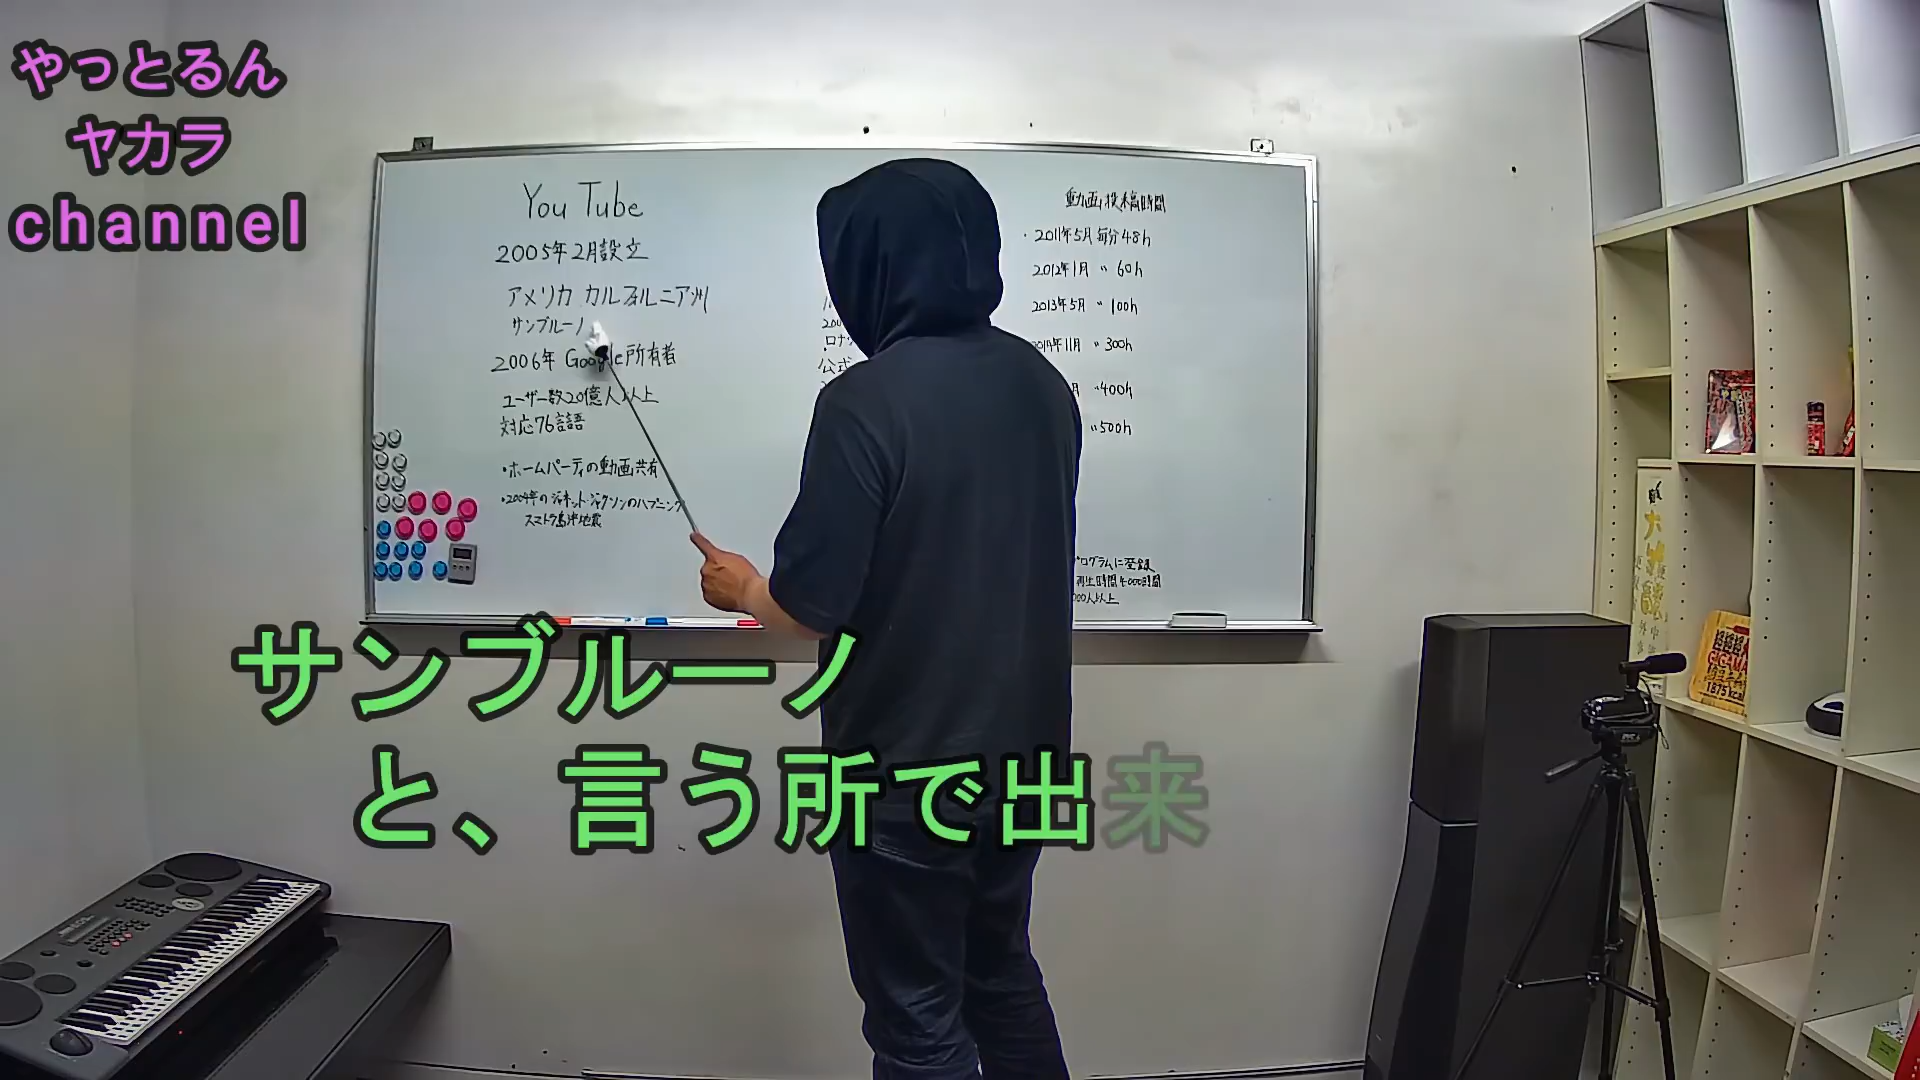 やっとるん
ヤカラ
channel
You Tube
2005年2月設立
アメリカ カルフォルニア州
サンブルーノ
2006年 Google所有者
ユーザー数20億人以上
対応76言語
・ホームパーティの動画共有
・2004年のジャネット・ジャクソンのハプニング
スマトラ島沖地震
公式
動画投稿時間
・2011年5月毎分48h
2012年1月 〃 60h
2013年5月 〃 100h
2014年11月 〃 300h
月 〃400h
〃500h
プログラムに登録
再生時間4000時間
000人以上
サンブルーノ
と、言う所で出来